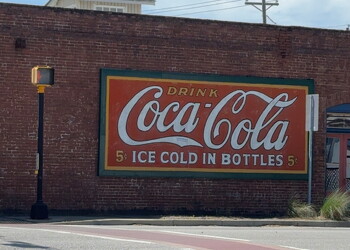 DRINK
Coca-Cola
5¢ ICE COLD IN BOTTLES 5¢